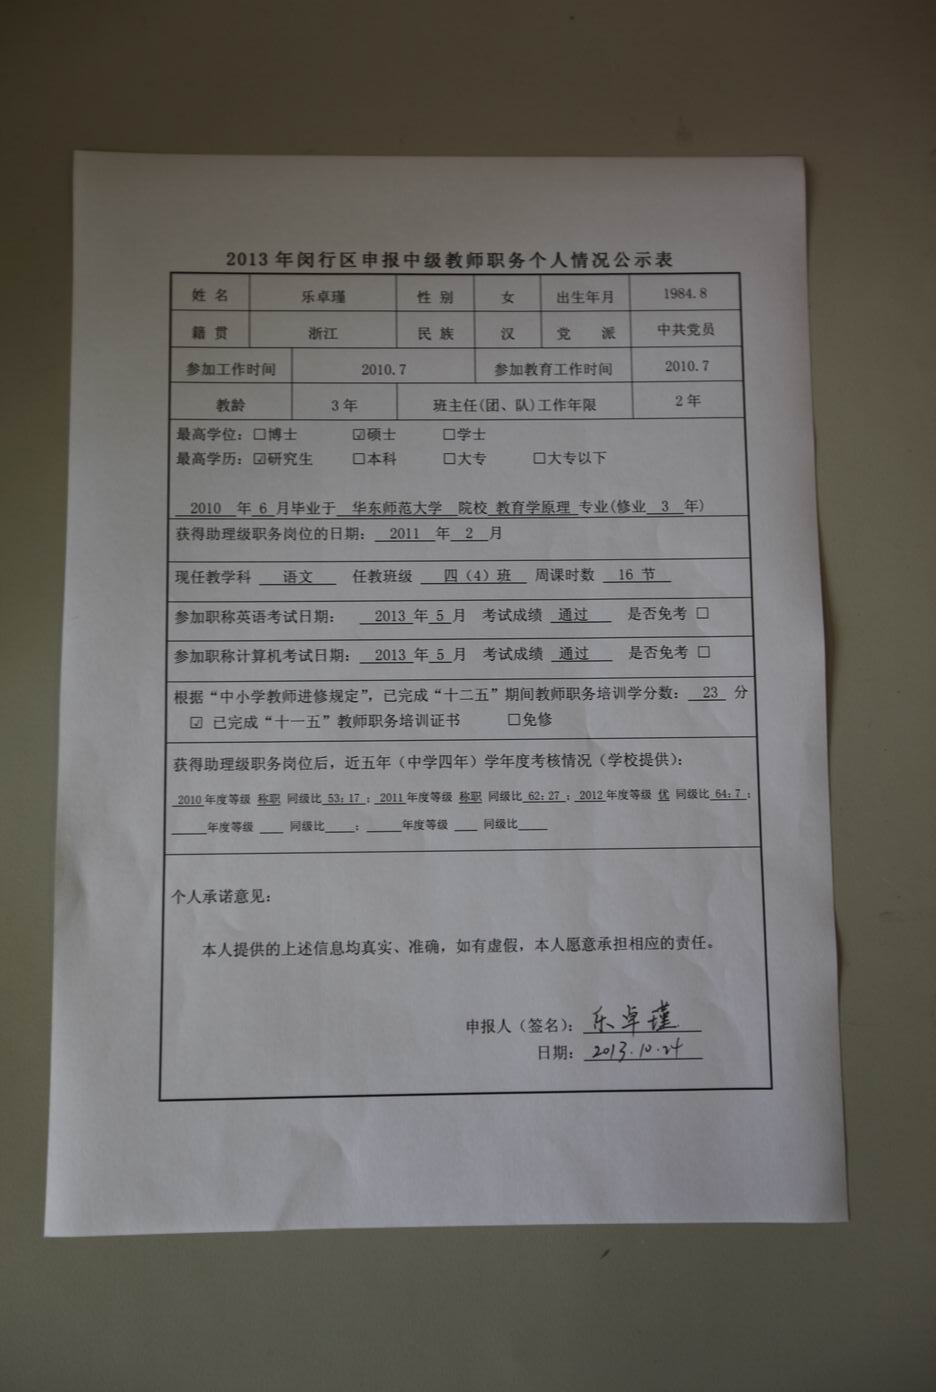 2013年闵行区申报中级教师职务个人情况公示表
姓 名 乐卓瑾 性 别 女 出生年月 1984.8
籍 贯 浙江 民 族 汉 党 派 中共党员
参加工作时间 2010.7 参加教育工作时间 2010.7
教龄 3年 班主任(团、队)工作年限 2年
最高学位: ☐博士 ☑硕士 ☐学士
最高学历: ☑研究生 ☐本科 ☐大专 ☐大专以下
2010 年 6 月毕业于 华东师范大学 院校 教育学原理 专业(修业 3 年)
获得助理级职务岗位的日期: 2011 年 2 月
现任教学科 语文 任教班级 四（4）班 周课时数 16 节
参加职称英语考试日期: 2013 年 5 月 考试成绩 通过 是否免考 ☐
参加职称计算机考试日期: 2013 年 5 月 考试成绩 通过 是否免考 ☐
根据“中小学教师进修规定”，已完成“十二五”期间教师职务培训学分数: 23 分
☑ 已完成“十一五”教师职务培训证书 ☐免修
获得助理级职务岗位后，近五年（中学四年）学年度考核情况（学校提供）:
2010 年度等级 称职 同级比 53:17 ; 2011 年度等级 称职 同级比 62:27 ; 2012 年度等级 优 同级比 64:7 ;
____年度等级 ___ 同级比____; ____年度等级 ___ 同级比____
个人承诺意见:
本人提供的上述信息均真实、准确，如有虚假，本人愿意承担相应的责任。
申报人（签名）: 乐卓瑾
日期: 2013.10.24